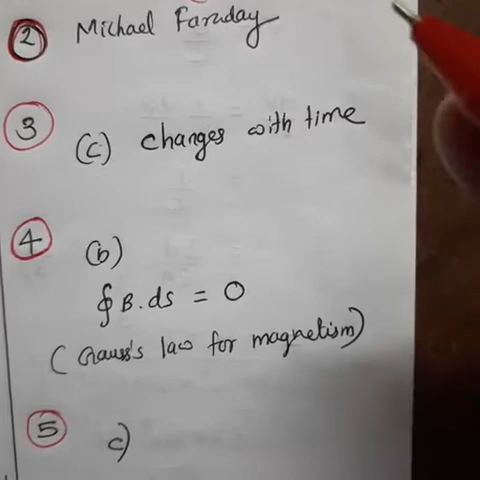 2 Michael Faraday
3 (C) changes with time
4 (b)
∮ B. ds = 0
(Gauss's law for magnetism)
5 c)